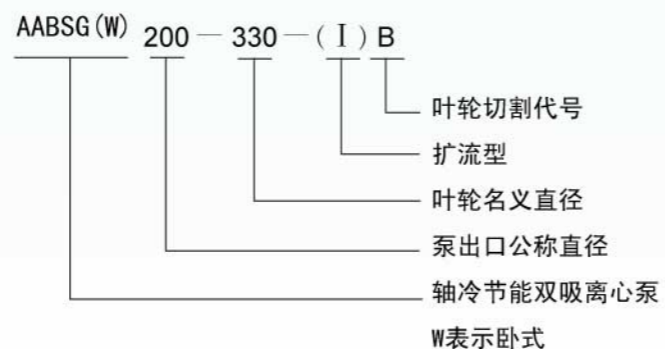 AABSG(W) 200—330—(I)B
叶轮切割代号
扩流型
叶轮名义直径
泵出口公称直径
轴冷节能双吸离心泵
W表示卧式